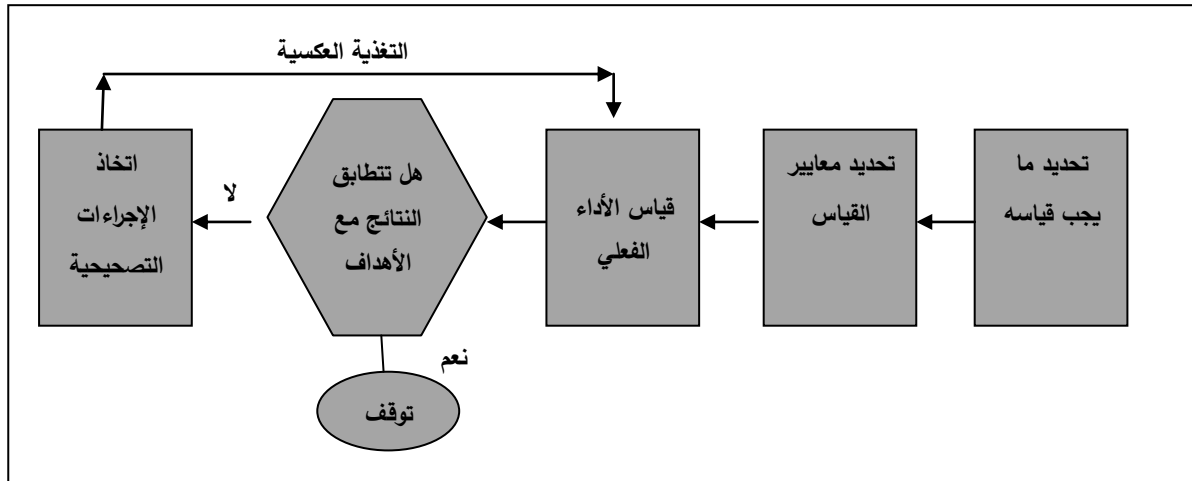 التغذية العكسية
تحديد ما
يجب قياسه
تحديد معايير
القياس
قياس الأداء
الفعلي
هل تتطابق
النتائج مع
الأهداف
لا
اتخاذ
الإجراءات
التصحيحية
نعم
توقف